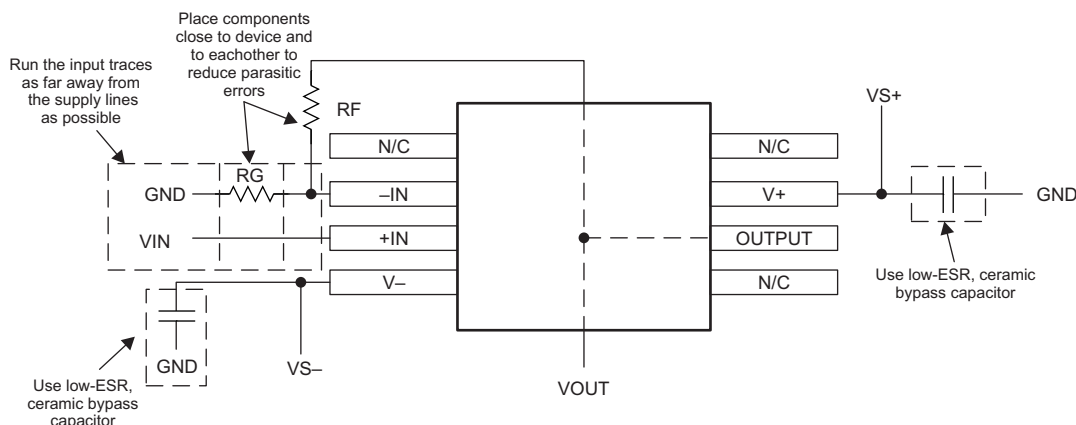 Place components
close to device and
to eachother to
reduce parasitic
errors
Run the input traces
as far away from
the supply lines
as possible
RF
VS+
N/C
N/C
RG
GND
–IN
V+
GND
VIN
+IN
OUTPUT
V–
N/C
Use low-ESR, ceramic
bypass capacitor
GND
VS–
VOUT
Use low-ESR,
ceramic bypass
capacitor